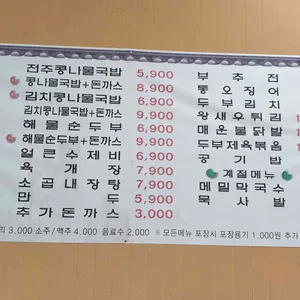 전주콩나물국밥 5,900
콩나물국밥+돈까스 8,900
김치콩나물국밥 6,900
김치콩나물국밥+돈까스 9,900
해물순두부 6,900
해물순두부+돈까스 9,900
얼큰수제비 6,900
육개장 7,900
소곱내장탕 7,900
만두 5,900
추가돈까스 3,000
부추전
통오징어
두부김치
왕새우튀김
매운불닭발
두부제육볶음
공기밥
계절메뉴
메밀막국수
묵사발
리 3,000 소주/맥주 4,000 음료수 2,000 ※모든메뉴 포장시 포장용기 1,000원 추가